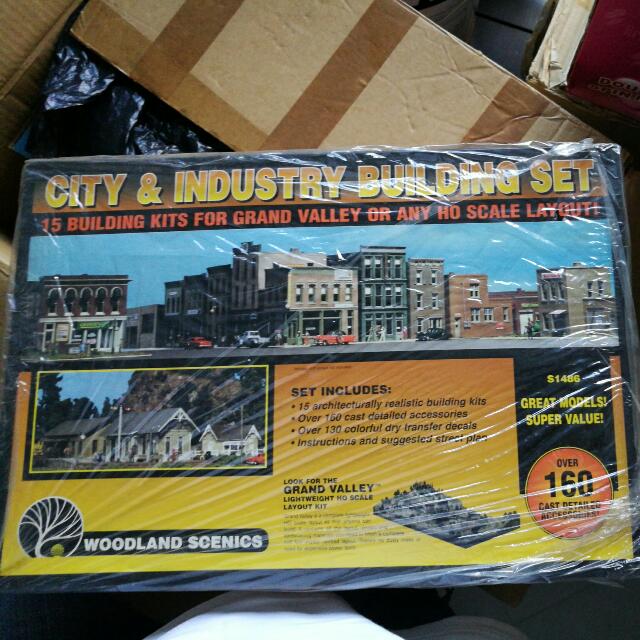 CITY & INDUSTRY BUILDING SET
15 BUILDING KITS FOR GRAND VALLEY OR ANY HO SCALE LAYOUT!
SET INCLUDES:
• 15 architecturally realistic building kits
• Over 160 cast detailed accessories
• Over 130 colorful dry transfer decals
• Instructions and suggested street plan
S1486
GREAT MODELS!
SUPER VALUE!
OVER
160
CAST DETAILED
ACCESSORIES
LOOK FOR THE
GRAND VALLEY™
LIGHTWEIGHT HO SCALE
LAYOUT KIT
WOODLAND SCENICS